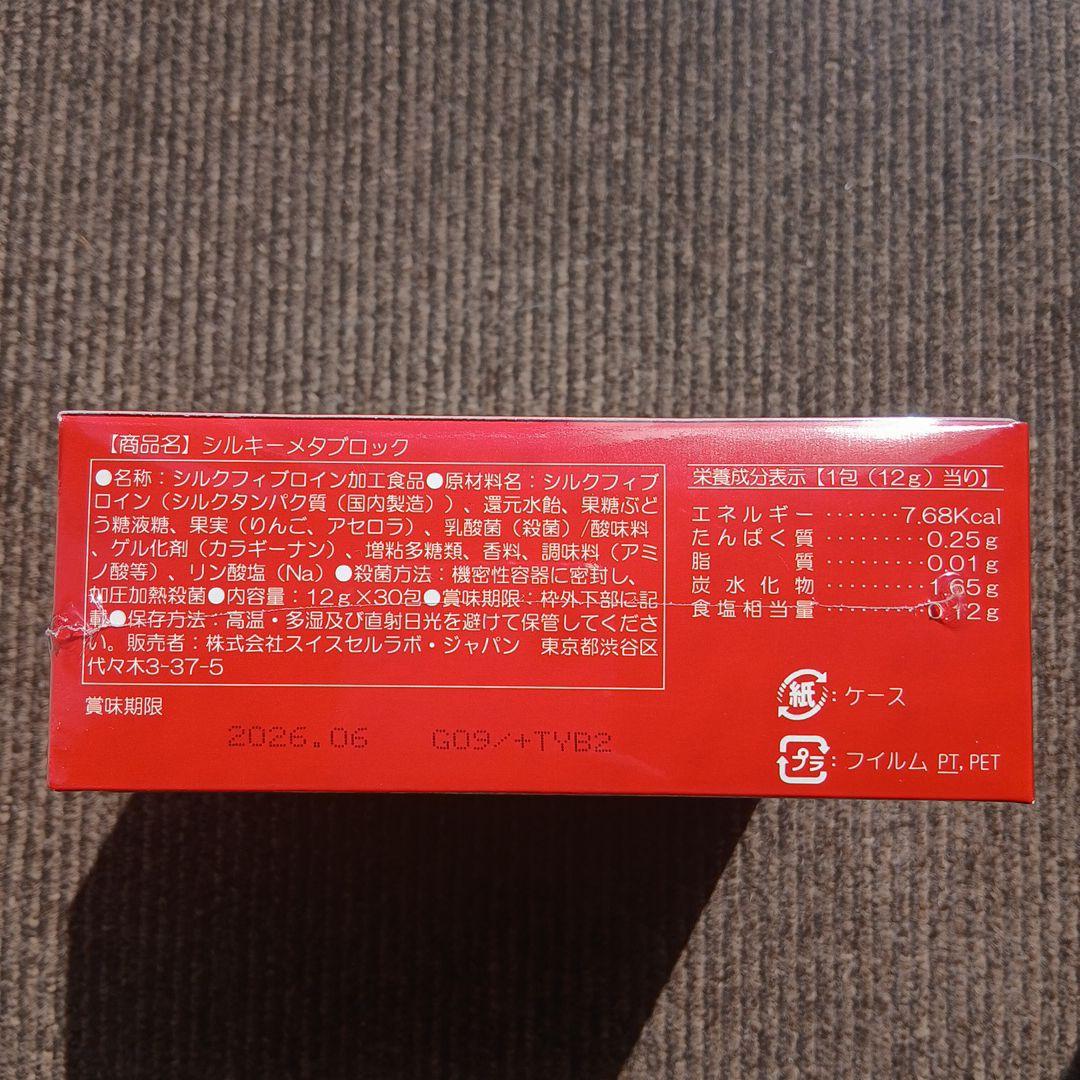 【商品名】シルキーメタブロック
●名称：シルクフィブロイン加工食品●原材料名：シルクフィブ
ロイン（シルクタンパク質（国内製造））、還元水飴、果糖ぶど
う糖液糖、果実（りんご、アセロラ）、乳酸菌（殺菌）/酸味料
、ゲル化剤（カラギーナン）、増粘多糖類、香料、調味料（アミ
ノ酸等）、リン酸塩（Na）●殺菌方法：機密性容器に密封し、
加圧加熱殺菌●内容量：12g×30包●賞味期限：枠外下部に記
載●保存方法：高温・多湿及び直射日光を避けて保管してくださ
い。販売者：株式会社スイスセルラボ・ジャパン　東京都渋谷区
代々木3-37-5
賞味期限
2026.06 G09/+TYB2
栄養成分表示【1包（12g）当り】
エネルギー········7.68Kcal
たんぱく質·········0.25g
脂質·········0.01g
炭水化物·········1.65g
食塩相当量·········0.12g
紙：ケース
プラ：フイルム PT, PET